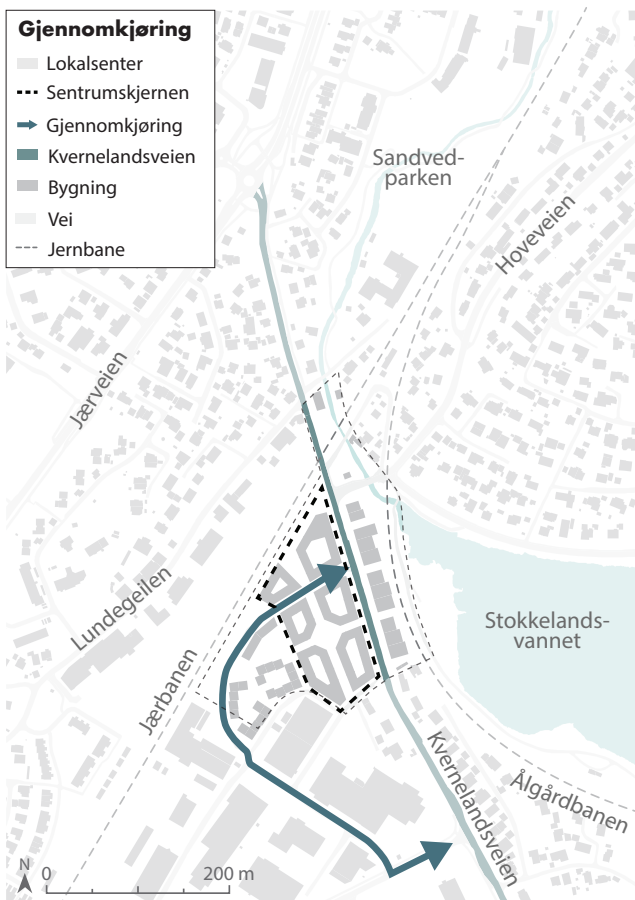 Gjennomkjøring
Lokalsenter
Sentrumskjernen
Gjennomkjøring
Kvernelandsveien
Bygning
Vei
Jernbane
Sandved-
parken
Hoveveien
Jærveien
Lundegeilen
Stokkelands-
vannet
Jærbanen
Kvernelandsveien
Ålgårdbanen
N
0
200 m